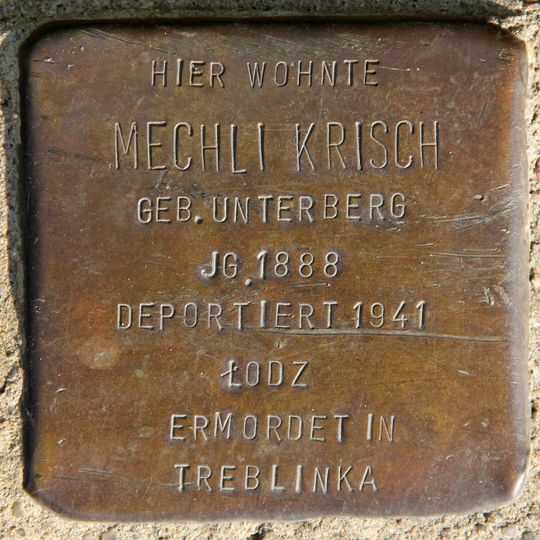 HIER WOHNTE
MECHLI KRISCH
GEB. UNTERBERG
JG. 1888
DEPORTIERT 1941
ŁODZ
ERMORDET IN
TREBLINKA